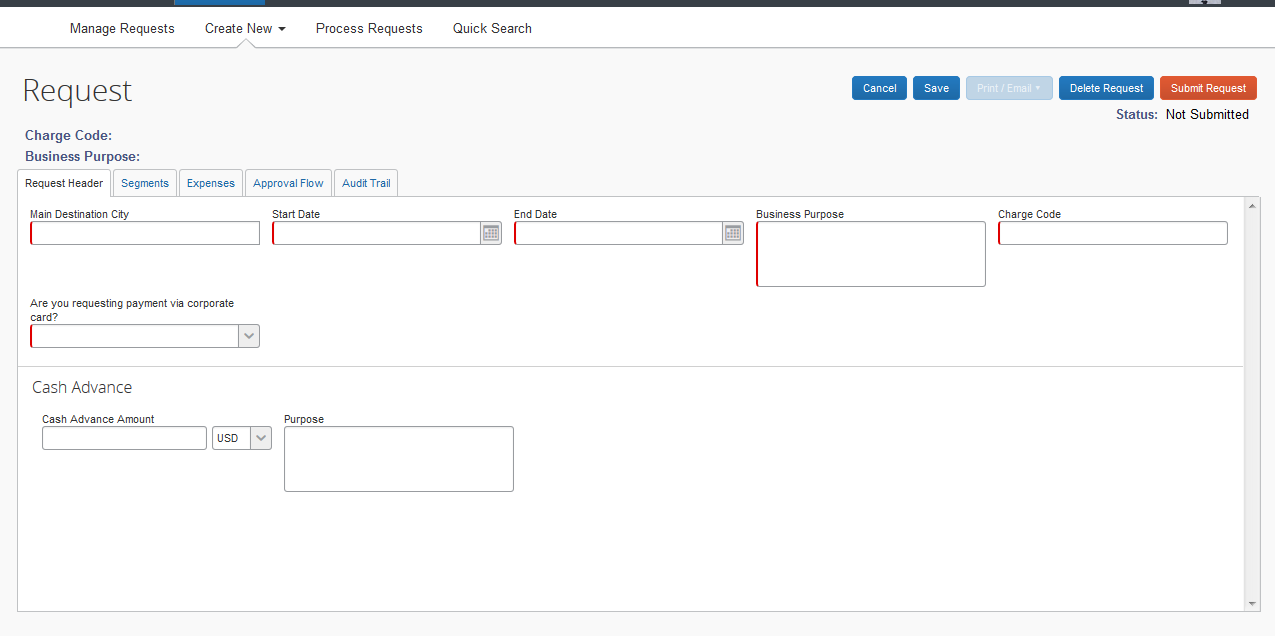 Manage Requests Create New Process Requests Quick Search
Request
Cancel Save Print / Email Delete Request Submit Request
Status: Not Submitted
Charge Code:
Business Purpose:
Request Header Segments Expenses Approval Flow Audit Trail
Main Destination City Start Date End Date Business Purpose Charge Code
Are you requesting payment via corporate
card?
Cash Advance
Cash Advance Amount Purpose
USD